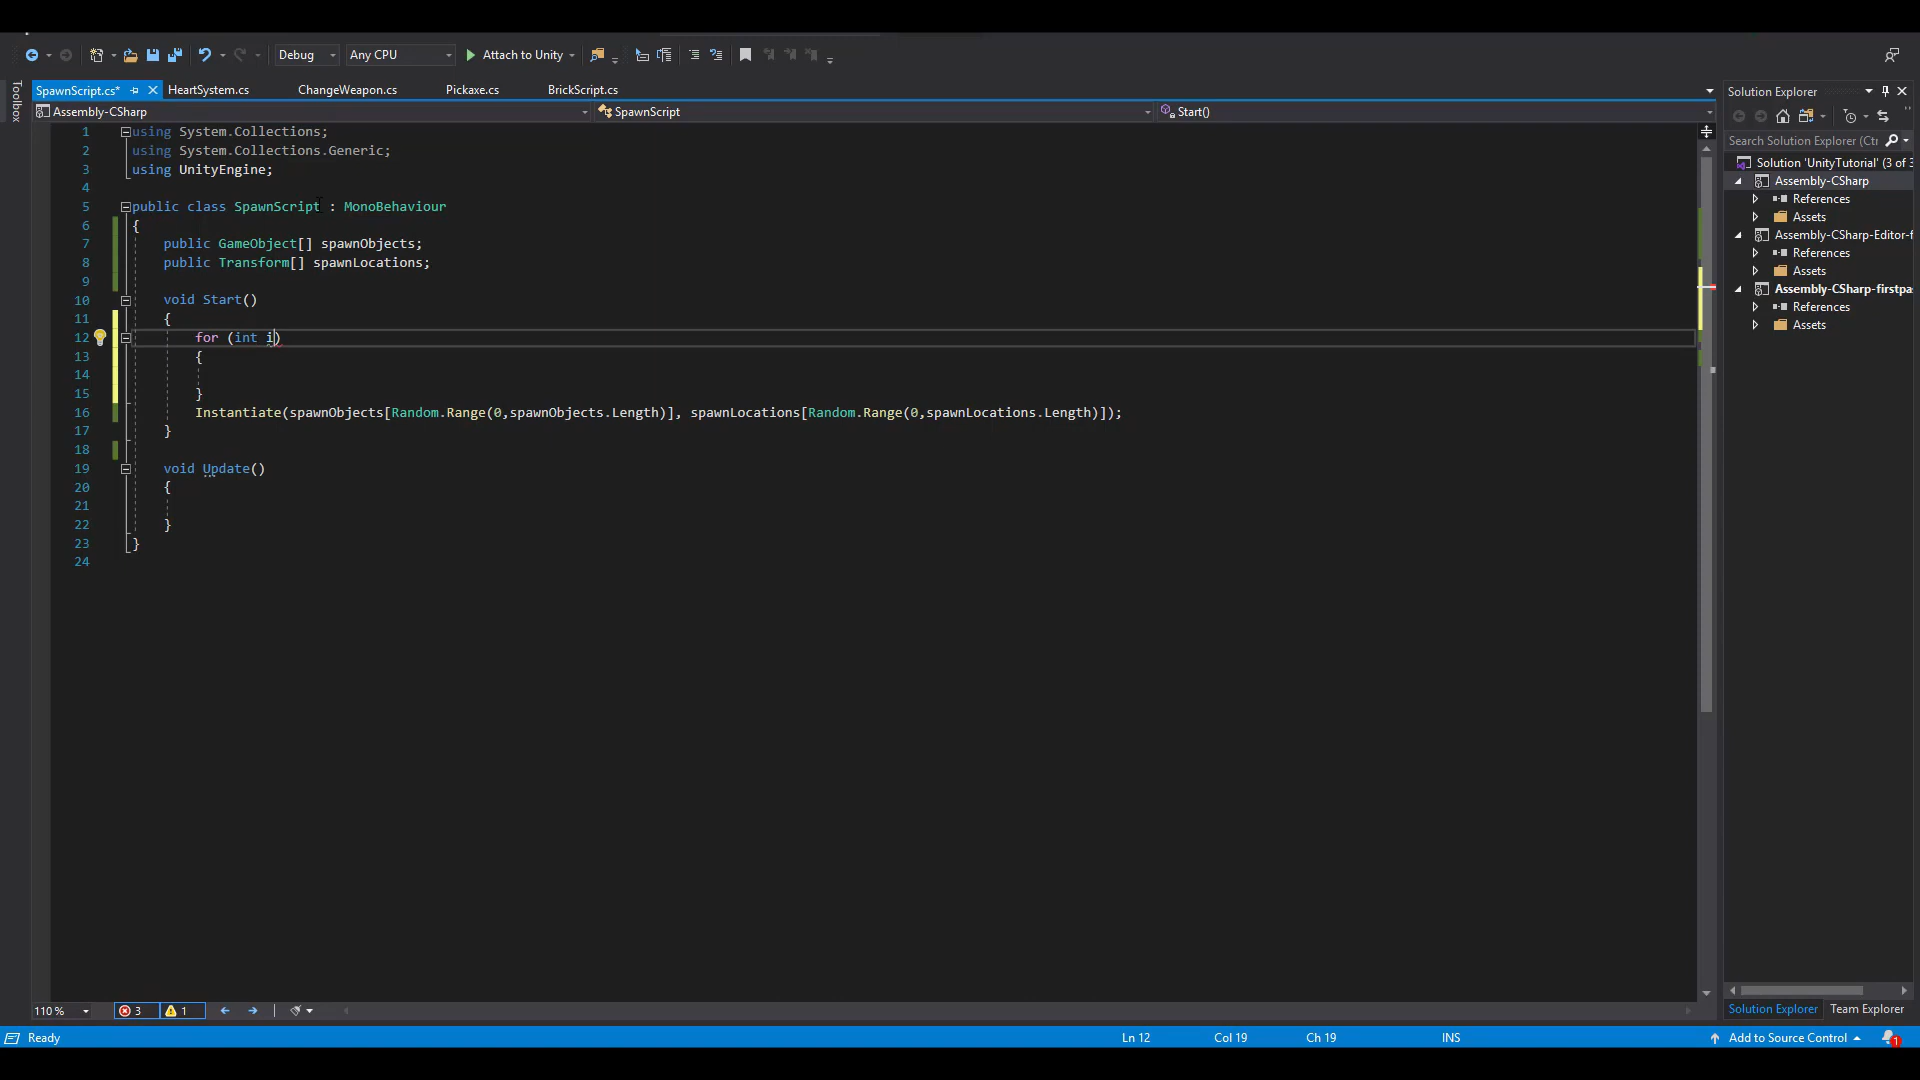 Debug Any CPU Attach to Unity
Toolbox
SpawnScript.cs* HeartSystem.cs ChangeWeapon.cs Pickaxe.cs BrickScript.cs
Assembly-CSharp SpawnScript Start()
1 using System.Collections;
2 using System.Collections.Generic;
3 using UnityEngine;
4
5 public class SpawnScript : MonoBehaviour
6 {
7 public GameObject[] spawnObjects;
8 public Transform[] spawnLocations;
9
10 void Start()
11 {
12 for (int i)
13 {
14
15 }
16 Instantiate(spawnObjects[Random.Range(0,spawnObjects.Length)], spawnLocations[Random.Range(0,spawnLocations.Length)]);
17 }
18
19 void Update()
20 {
21
22 }
23 }
24
Solution Explorer
Search Solution Explorer (Ctr
Solution 'UnityTutorial' (3 of 3
Assembly-CSharp
References
Assets
Assembly-CSharp-Editor-f
References
Assets
Assembly-CSharp-firstpa
References
Assets
110 % 3 1
Solution Explorer Team Explorer
Ready Ln 12 Col 19 Ch 19 INS Add to Source Control 1